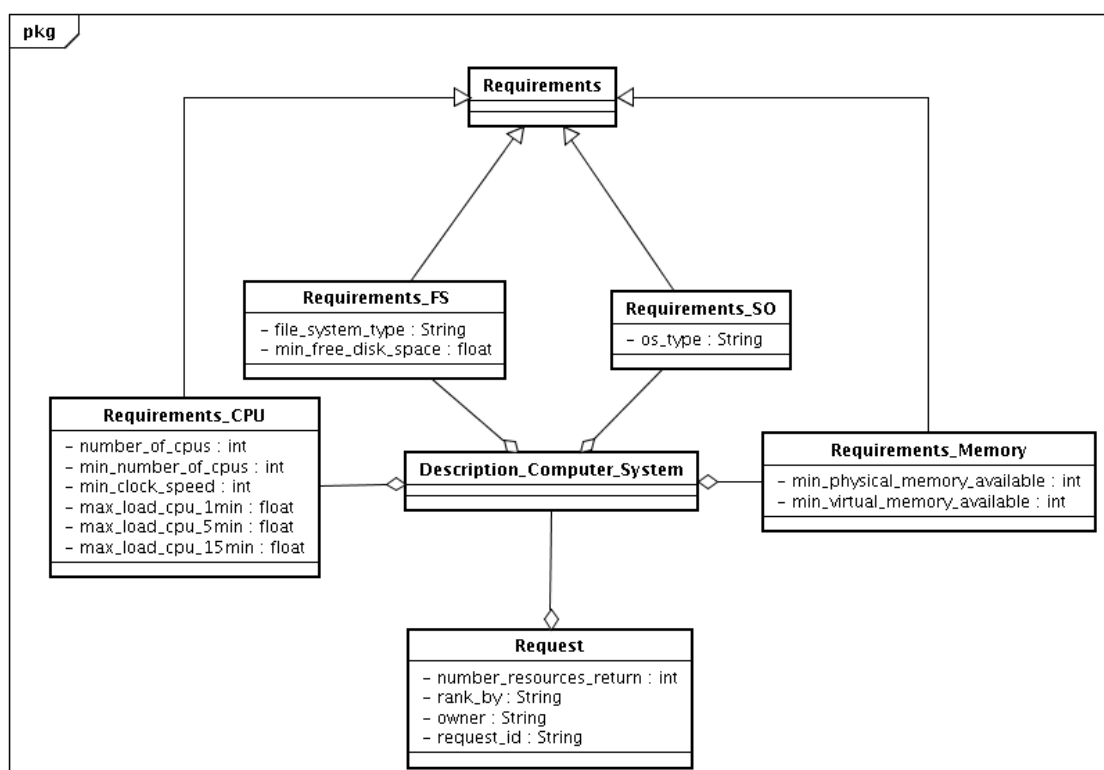 pkg
Requirements
Requirements_FS
- file_system_type : String
- min_free_disk_space : float
Requirements_SO
- os_type : String
Requirements_CPU
- number_of_cpus : int
- min_number_of_cpus : int
- min_clock_speed : int
- max_load_cpu_1min : float
- max_load_cpu_5min : float
- max_load_cpu_15min : float
Description_Computer_System
Requirements_Memory
- min_physical_memory_available : int
- min_virtual_memory_available : int
Request
- number_resources_return : int
- rank_by : String
- owner : String
- request_id : String